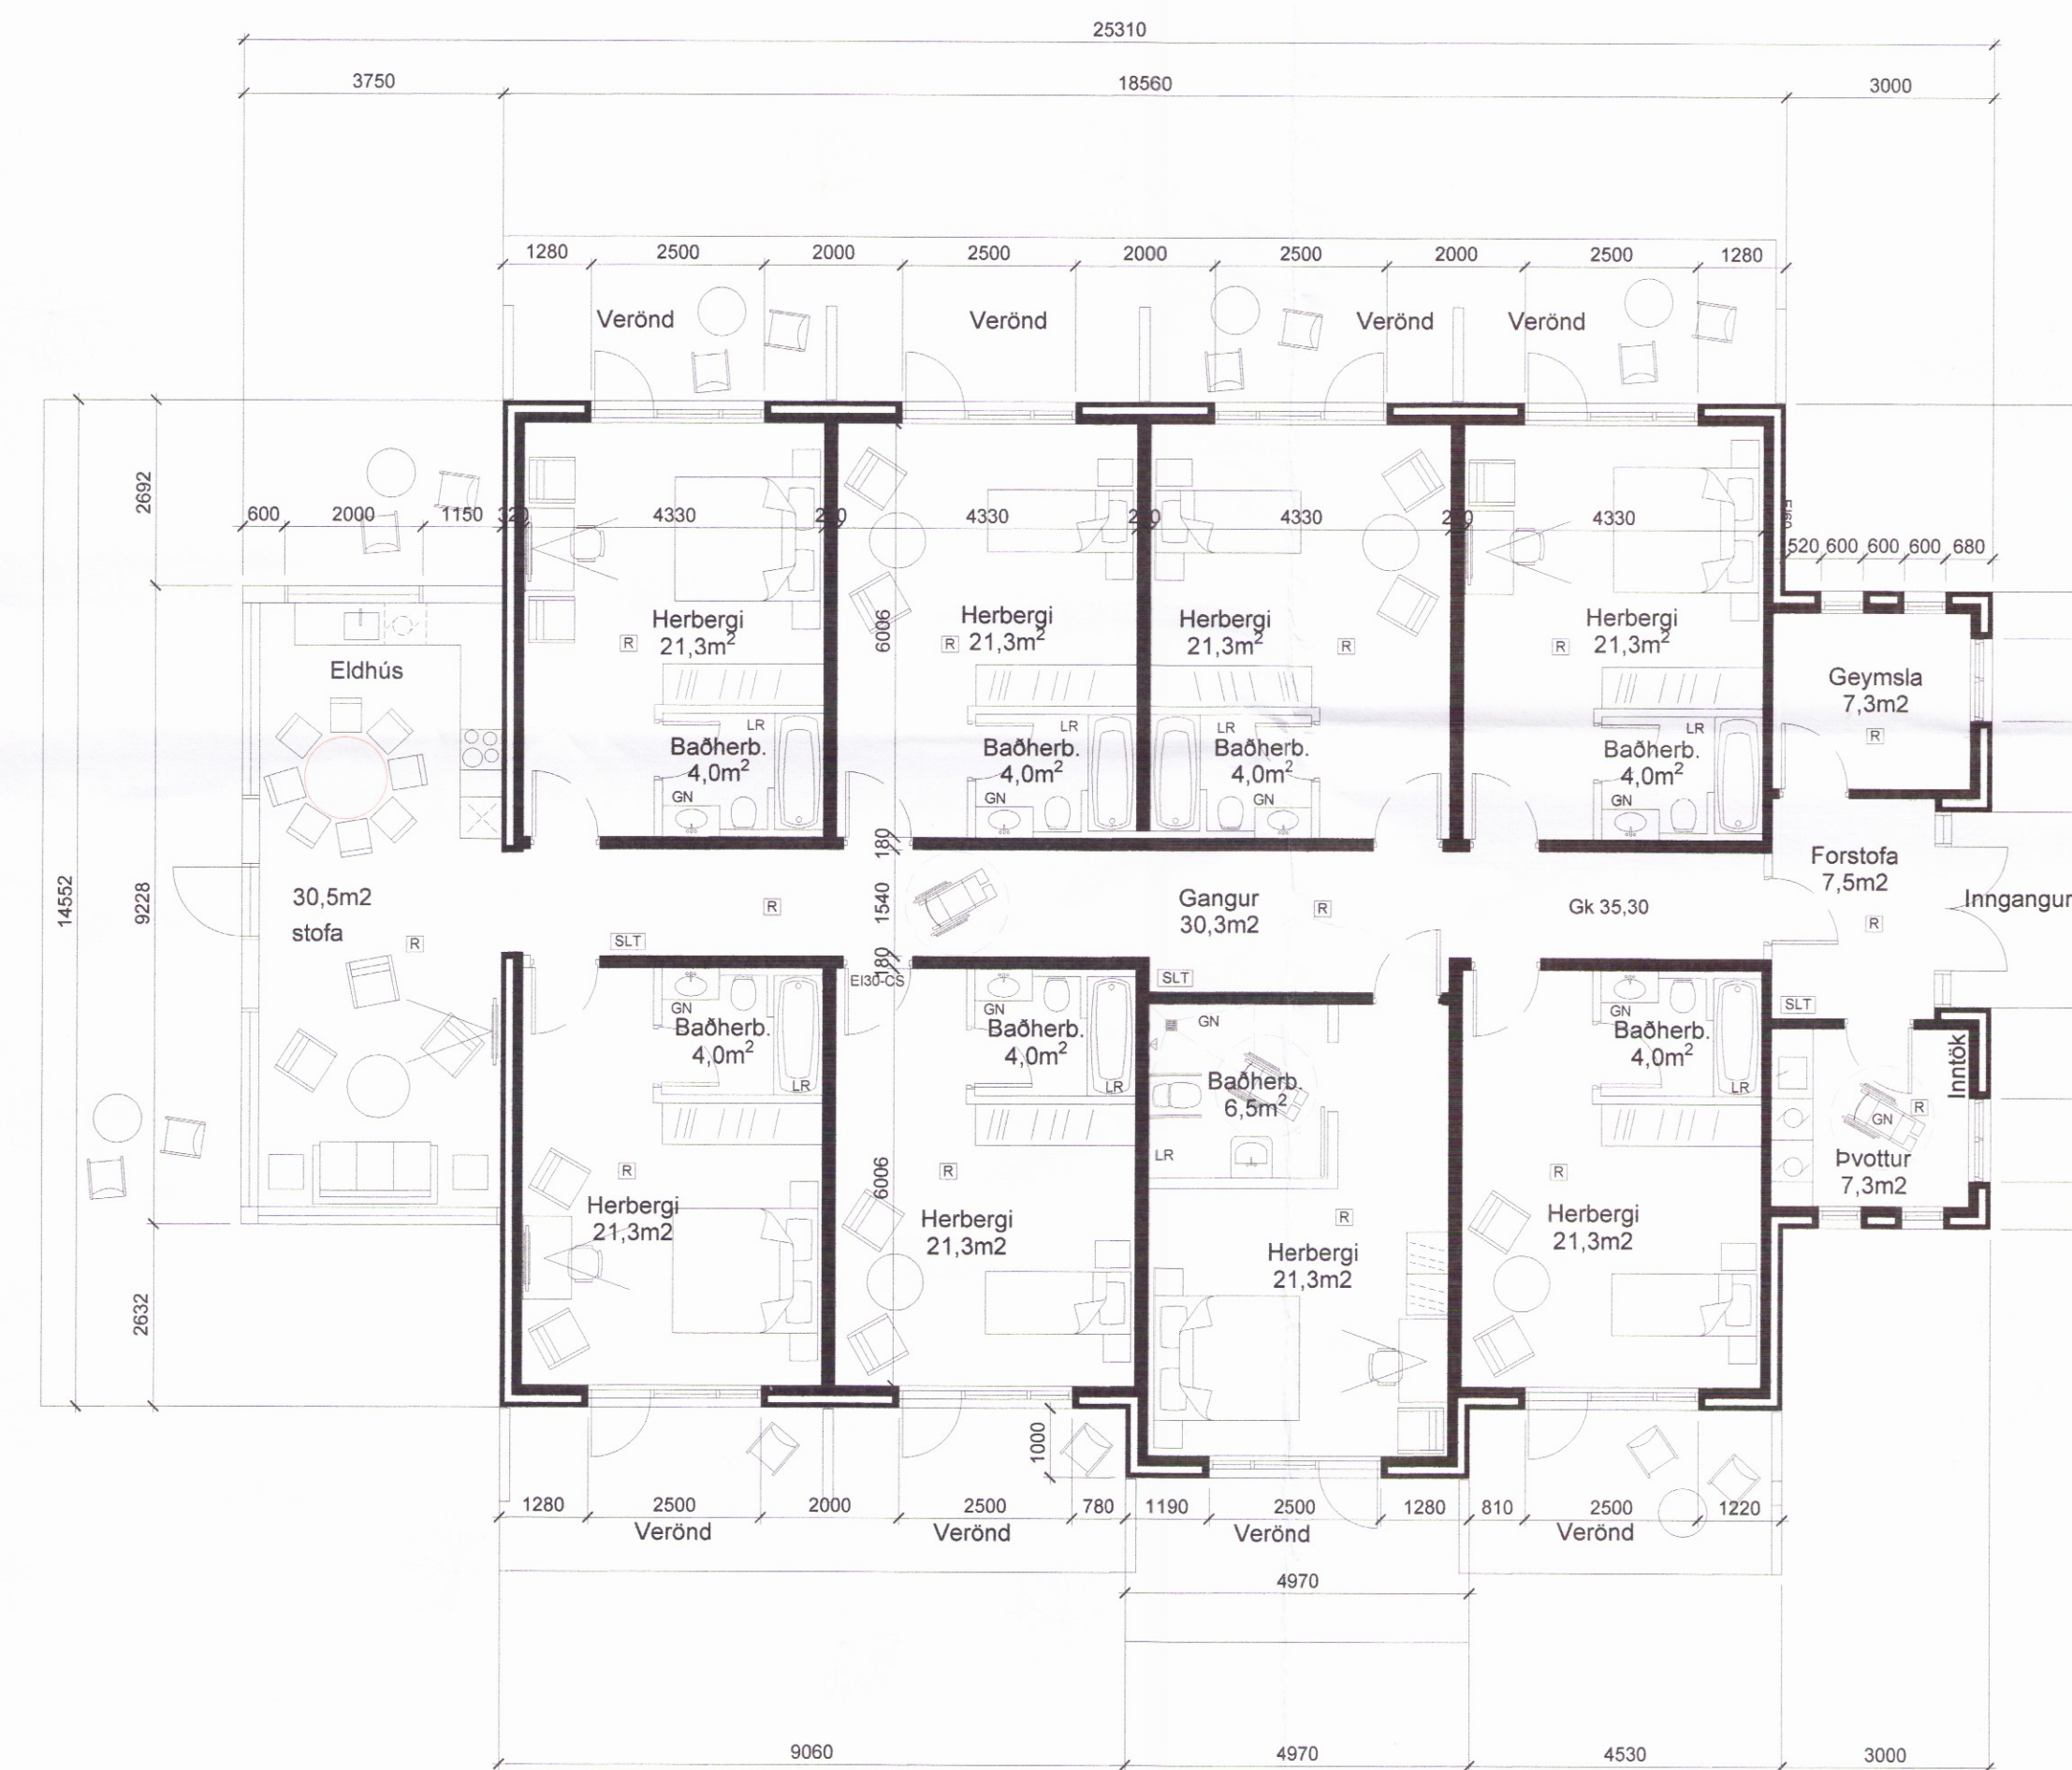 25310
3750 18560 3000
1280 2500 2000 2500 2000 2500 2000 2500 1280
Verönd Verönd Verönd Verönd
2692
600 2000 1150 320 4330 4330 4330 4330
520 600 600 600 680
Herbergi
21,3m²
R
Herbergi
21,3m²
R
Herbergi
21,3m²
R
Herbergi
21,3m²
R
6006
Eldhús
Geymsla
7,3m2
R
LR
Baðherb.
4,0m²
GN
LR
Baðherb.
4,0m²
GN
LR
Baðherb.
4,0m²
GN
LR
Baðherb.
4,0m²
GN
14552
9228
30,5m2
stofa
R
R
SLT
180
1540
180
EI30-CS
Gangur
30,3m2
R
SLT
Gk 35,30
Forstofa
7,5m2
R
SLT
Inngangur
GN
Baðherb.
4,0m²
LR
GN
Baðherb.
4,0m²
LR
GN
Baðherb.
6,5m²
LR
GN
Baðherb.
4,0m²
LR
Inntök
R
GN
Þvottur
7,3m2
R
Herbergi
21,3m2
6006
R
Herbergi
21,3m2
R
Herbergi
21,3m2
R
Herbergi
21,3m2
2632
1000
1280 2500 2000 2500 780 1190 2500 1280 810 2500 1220
Verönd Verönd Verönd Verönd
4970
9060 4970 4530 3000